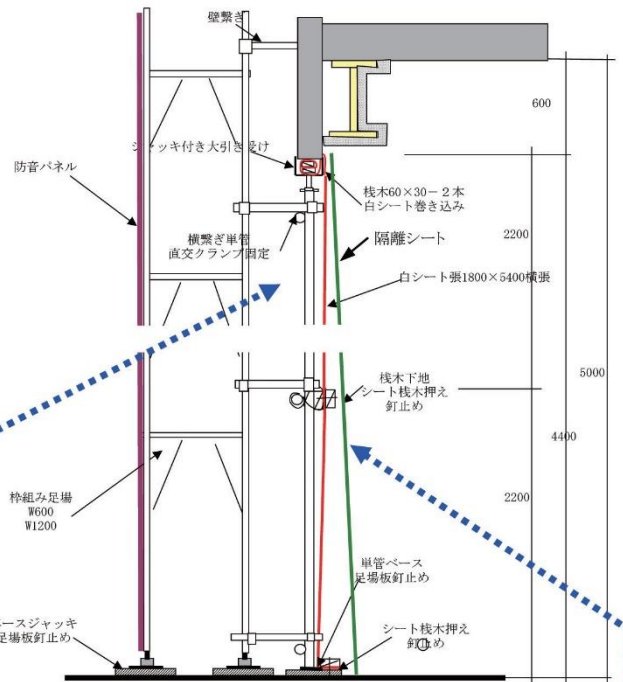 壁繋ぎ
600
ジャッキ付き大引き受け
防音パネル
桟木60×30－2本
白シート巻き込み
横繋ぎ単管
直交クランプ固定
隔離シート
2200
白シート張1800×5400横張
5000
桟木下地
シート桟木押え
釘止め
4400
枠組み足場
W600
W1200
2200
単管ベース
足場板釘止め
ベースジャッキ
足場板釘止め
シート桟木押え
釘止め